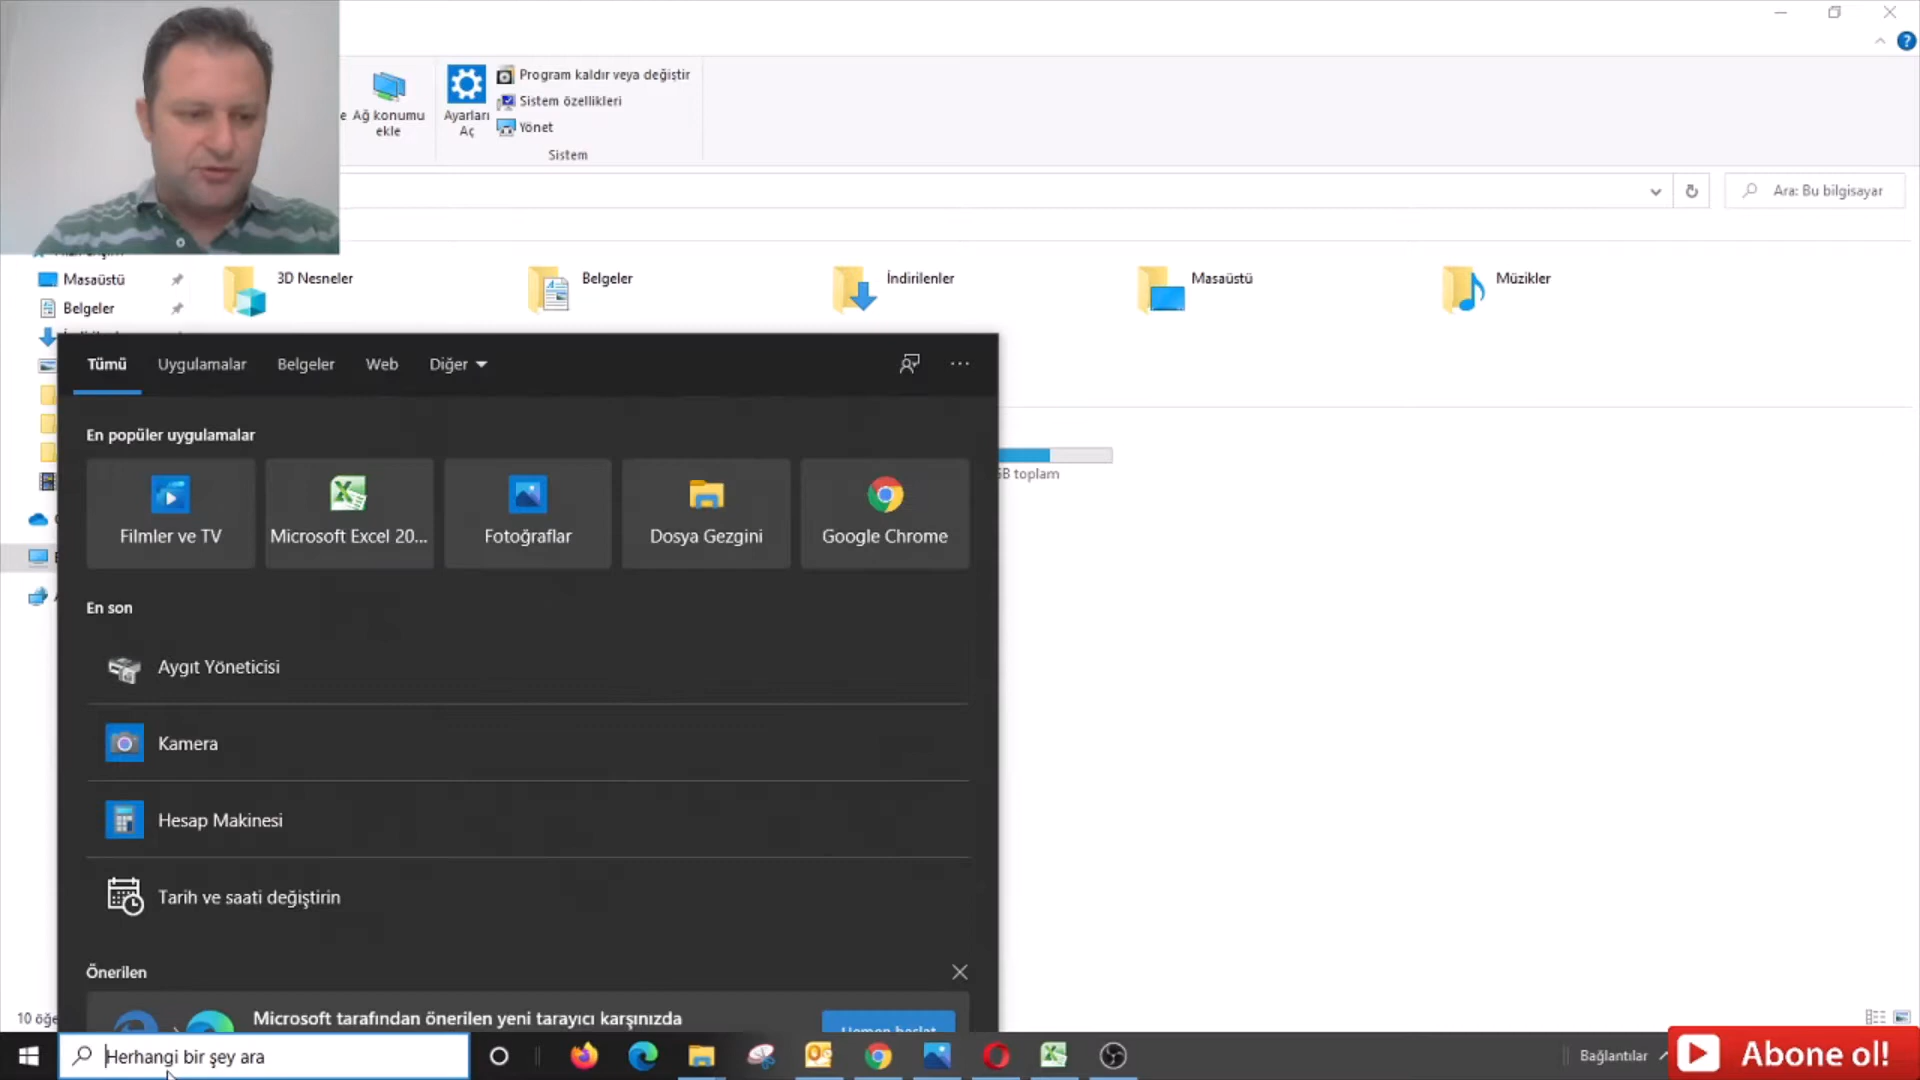 Program kaldır veya değiştir
Sistem özellikleri
Yönet
Ağ konumu
ekle
Ayarları
Aç
Sistem
Ara: Bu bilgisayar
Masaüstü
Belgeler
3D Nesneler
Belgeler
İndirilenler
Masaüstü
Müzikler
Tümü
Uygulamalar
Belgeler
Web
Diğer
En popüler uygulamalar
Filmler ve TV
Microsoft Excel 20...
Fotoğraflar
Dosya Gezgini
Google Chrome
toplam
En son
Aygıt Yöneticisi
Kamera
Hesap Makinesi
Tarih ve saati değiştirin
Önerilen
Microsoft tarafından önerilen yeni tarayıcı karşınızda
10 öğe
Herhangi bir şey ara
Bağlantılar
Abone ol!